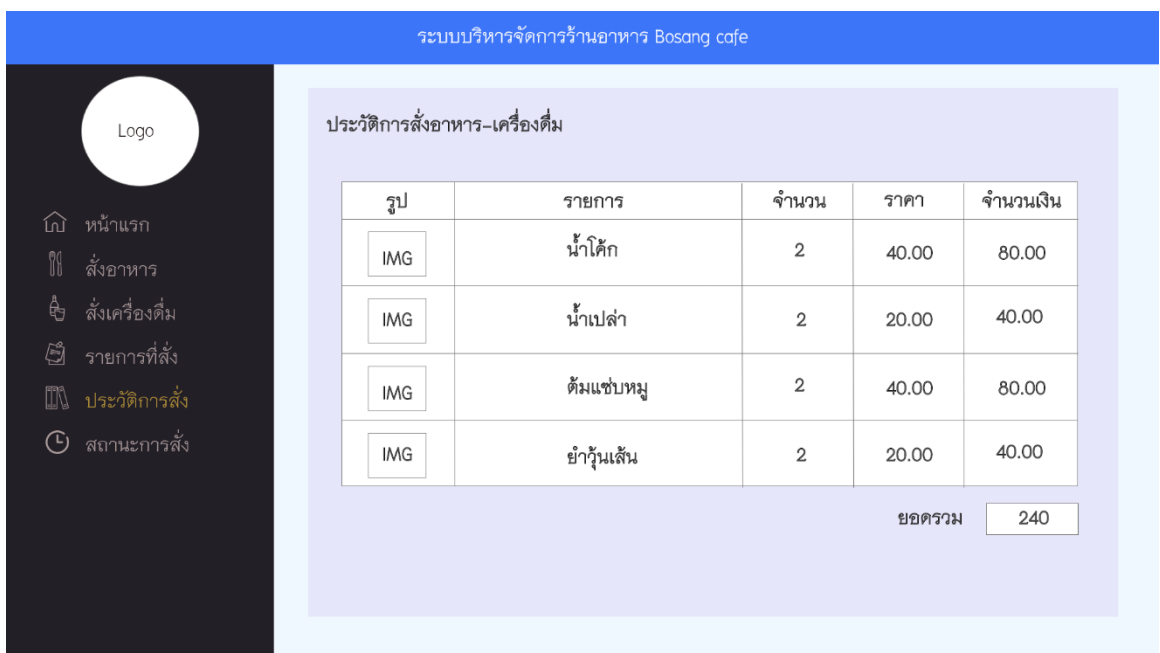 ระบบบริหารจัดการร้านอาหาร Bosang cafe
Logo
หน้าแรก
สั่งอาหาร
สั่งเครื่องดื่ม
รายการที่สั่ง
ประวัติการสั่ง
สถานะการสั่ง
ประวัติการสั่งอาหาร-เครื่องดื่ม
รูป รายการ จำนวน ราคา จำนวนเงิน
IMG น้ำโค้ก 2 40.00 80.00
IMG น้ำเปล่า 2 20.00 40.00
IMG ต้มแซ่บหมู 2 40.00 80.00
IMG ยำวุ้นเส้น 2 20.00 40.00
ยอดรวม 240